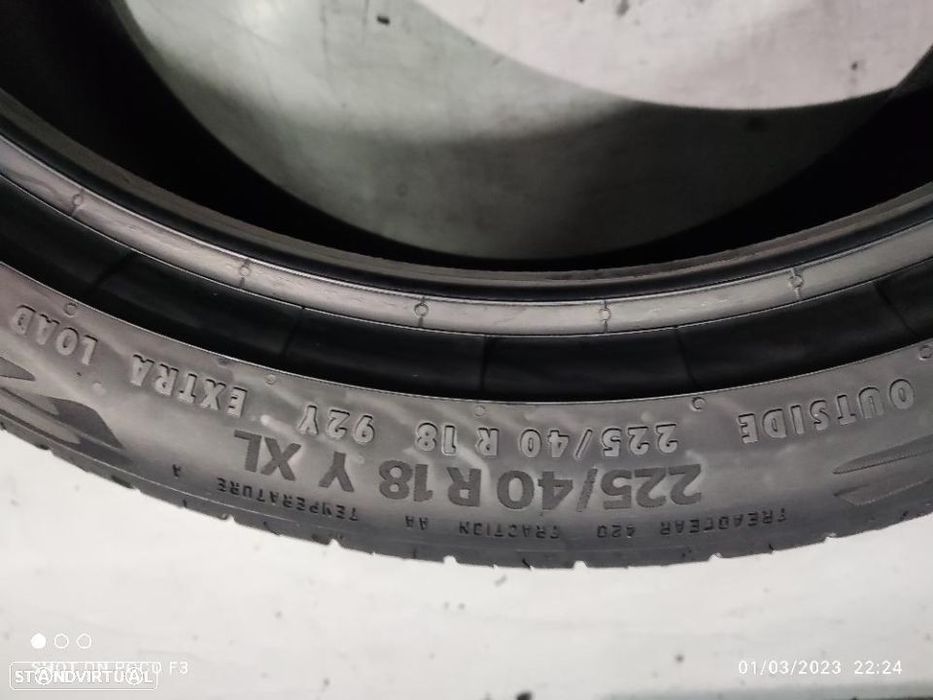 OUTSIDE 225/40 R 18 92Y EXTRA LOAD
225/40 R 18 Y XL
TREADWEAR 420 TRACTION AA TEMPERATURE A
SHOT ON POCO F3
STANDVIRTUAL
01/03/2023 22:24